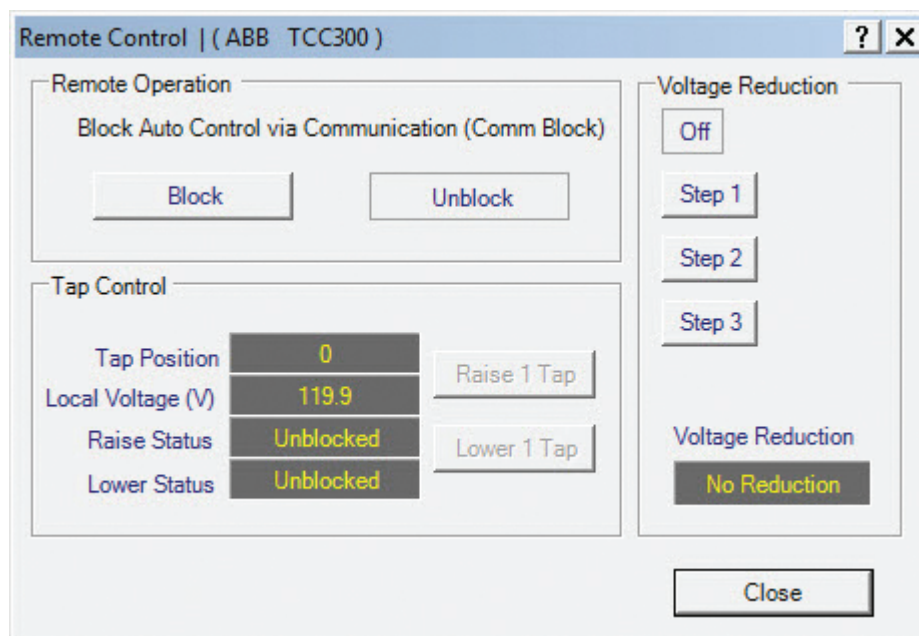 Remote Control | ( ABB TCC300 )
? X
Remote Operation
Block Auto Control via Communication (Comm Block)
Block
Unblock
Tap Control
Tap Position
0
Local Voltage (V)
119.9
Raise Status
Unblocked
Lower Status
Unblocked
Raise 1 Tap
Lower 1 Tap
Voltage Reduction
Off
Step 1
Step 2
Step 3
Voltage Reduction
No Reduction
Close